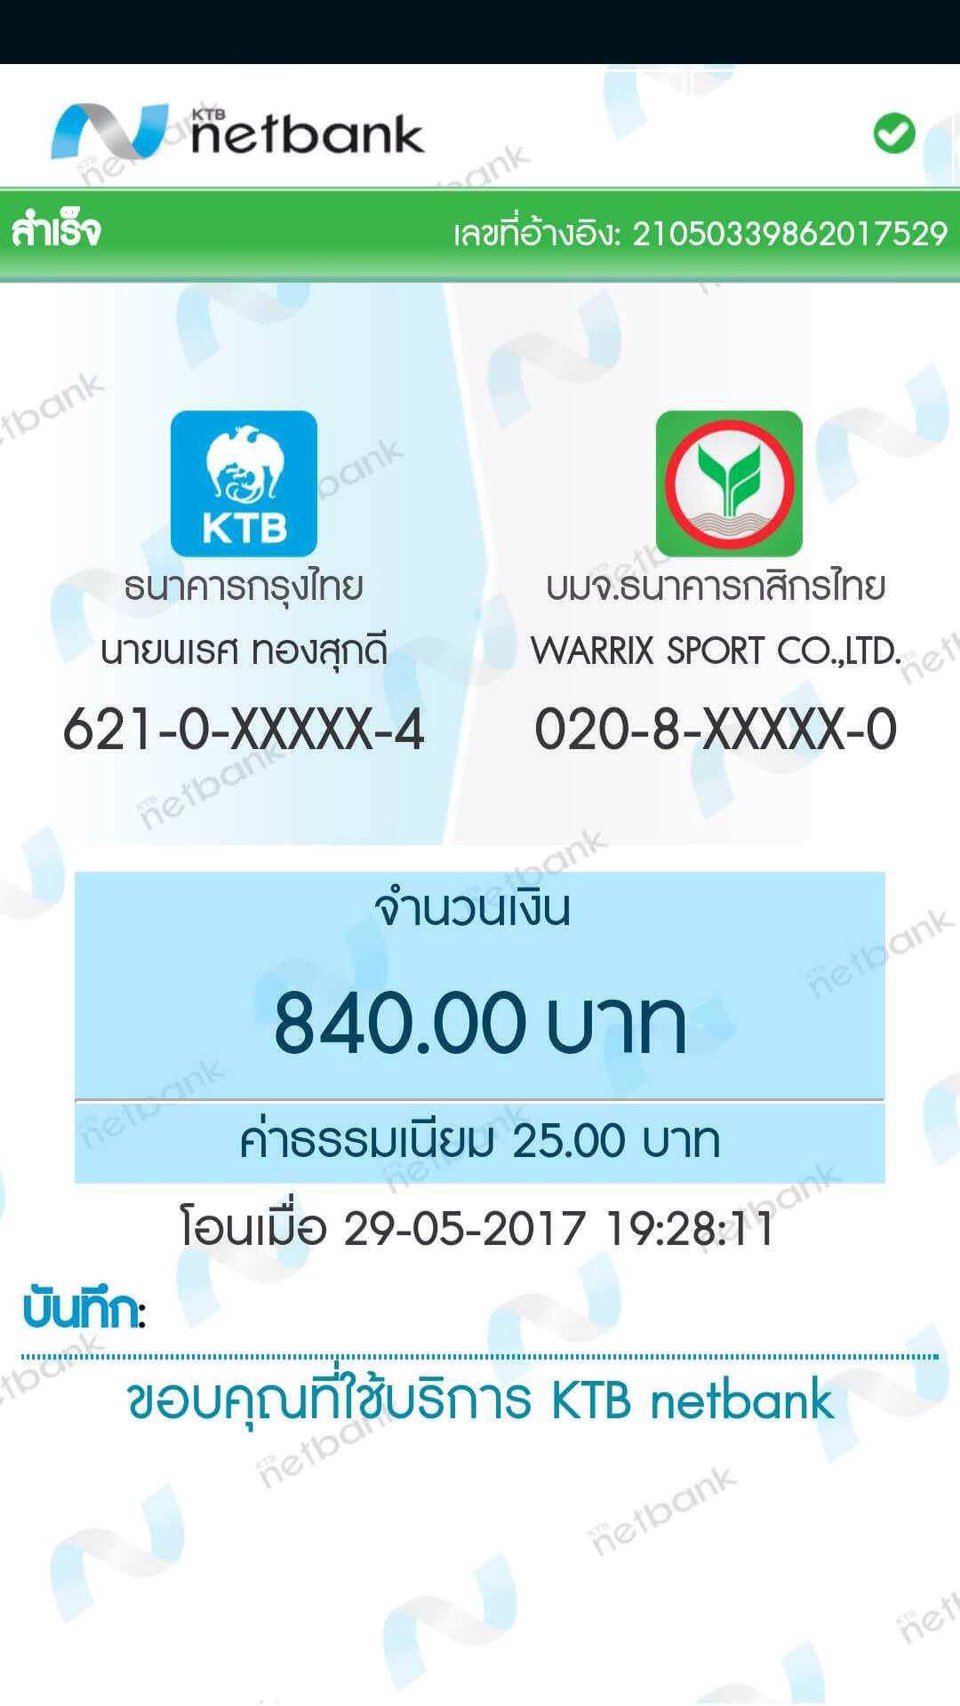 KTB netbank
สำเร็จ เลขที่อ้างอิง: 21050339862017529
KTB
ธนาคารกรุงไทย
นายนเรศ ทองสุกดี
621-0-XXXXX-4
บมจ.ธนาคารกสิกรไทย
WARRIX SPORT CO.,LTD.
020-8-XXXXX-0
จำนวนเงิน
840.00 บาท
ค่าธรรมเนียม 25.00 บาท
โอนเมื่อ 29-05-2017 19:28:11
บันทึก:
ขอบคุณที่ใช้บริการ KTB netbank